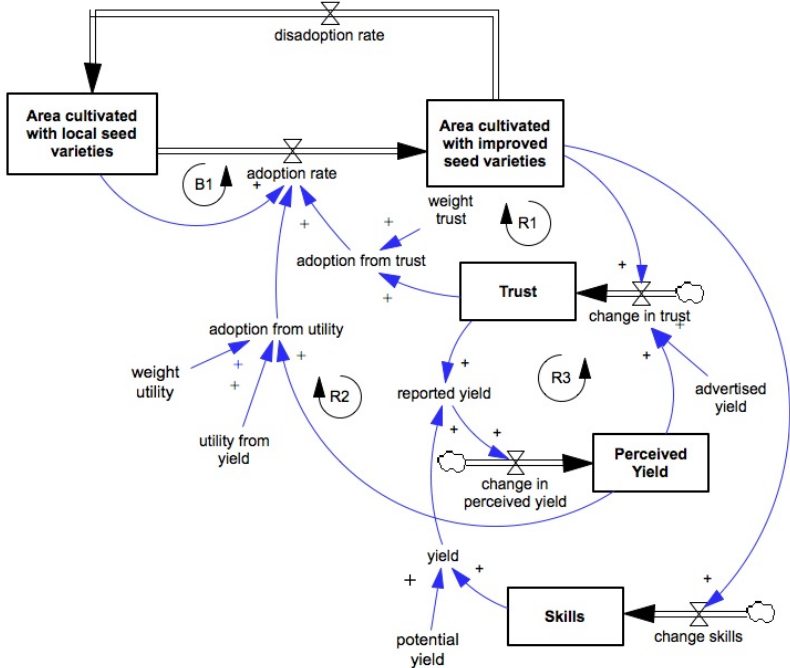 disadoption rate
Area cultivated
with local seed
varieties
Area cultivated
with improved
seed varieties
B1
+
adoption rate
weight
trust
+
+
R1
adoption from trust
+
+
Trust
change in trust
+
adoption from utility
+
+
weight
utility
+
+
R2
R3
+
+
advertised
yield
reported yield
utility from
yield
+
+
Perceived
Yield
change in
perceived yield
yield
+
+
+
Skills
change skills
potential
yield